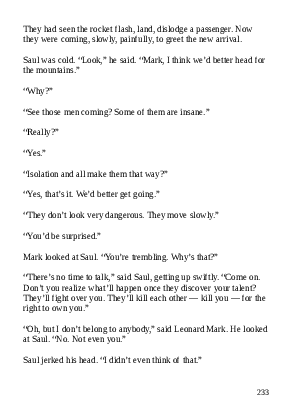 They had seen the rocket flash, land, dislodge a passenger. Now
they were coming, slowly, painfully, to greet the new arrival.
Saul was cold. “Look,” he said. “Mark, I think we’d better head for
the mountains.”
“Why?”
“See those men coming? Some of them are insane.”
“Really?”
“Yes.”
“Isolation and all make them that way?”
“Yes, that’s it. We’d better get going.”
“They don’t look very dangerous. They move slowly.”
“You’d be surprised.”
Mark looked at Saul. “You’re trembling. Why’s that?”
“There’s no time to talk,” said Saul, getting up swiftly. “Come on.
Don’t you realize what’ll happen once they discover your talent?
They’ll fight over you. They’ll kill each other — kill you — for the
right to own you.”
“Oh, but I don’t belong to anybody,” said Leonard Mark. He looked
at Saul. “No. Not even you.”
Saul jerked his head. “I didn’t even think of that.”
233